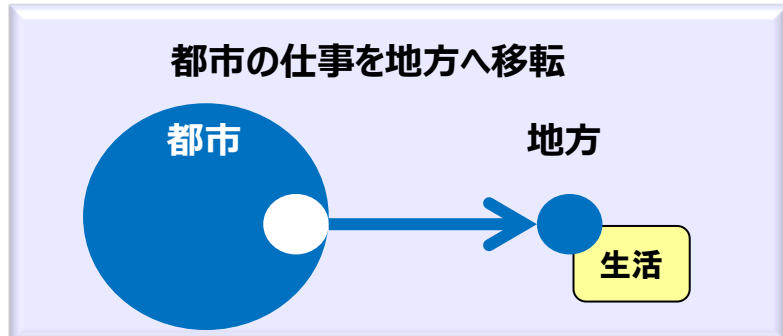 都市の仕事を地方へ移転
都市
地方
生活